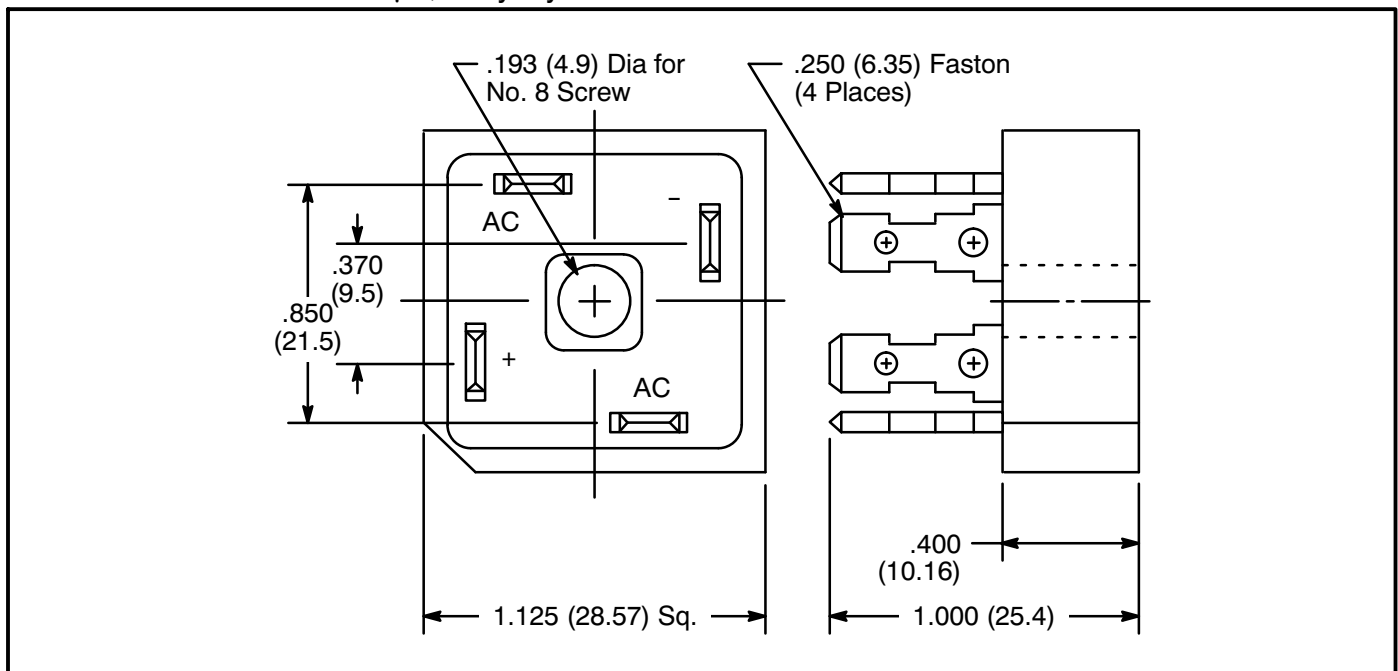 .193 (4.9) Dia for
No. 8 Screw
.250 (6.35) Faston
(4 Places)
AC
–
.370
(9.5)
.850
(21.5)
+
AC
.400
(10.16)
1.125 (28.57) Sq.
1.000 (25.4)